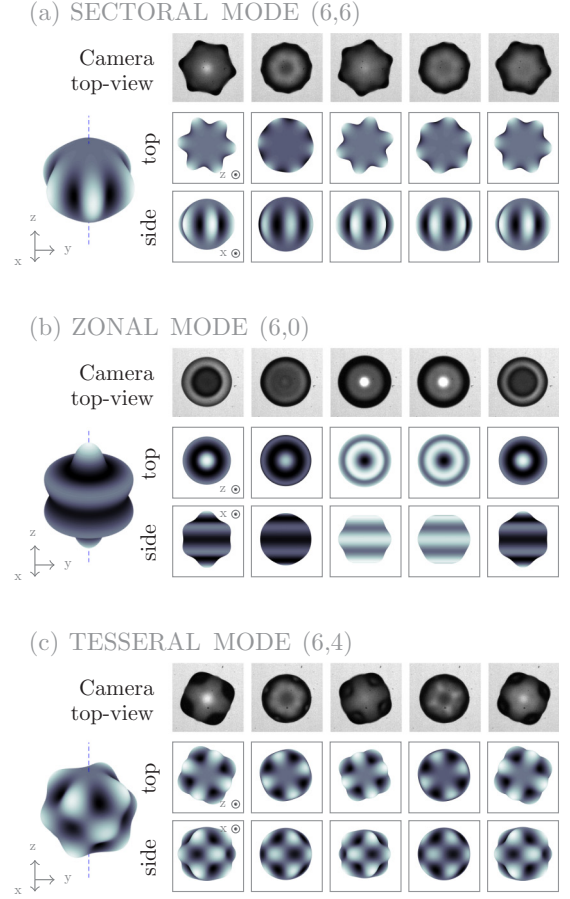 (a) SECTORAL MODE (6,6)
Camera
top-view
top
z
side
x
z
y
x
(b) ZONAL MODE (6,0)
Camera
top-view
top
z
side
x
z
y
x
(c) TESSERAL MODE (6,4)
Camera
top-view
top
z
side
x
z
y
x